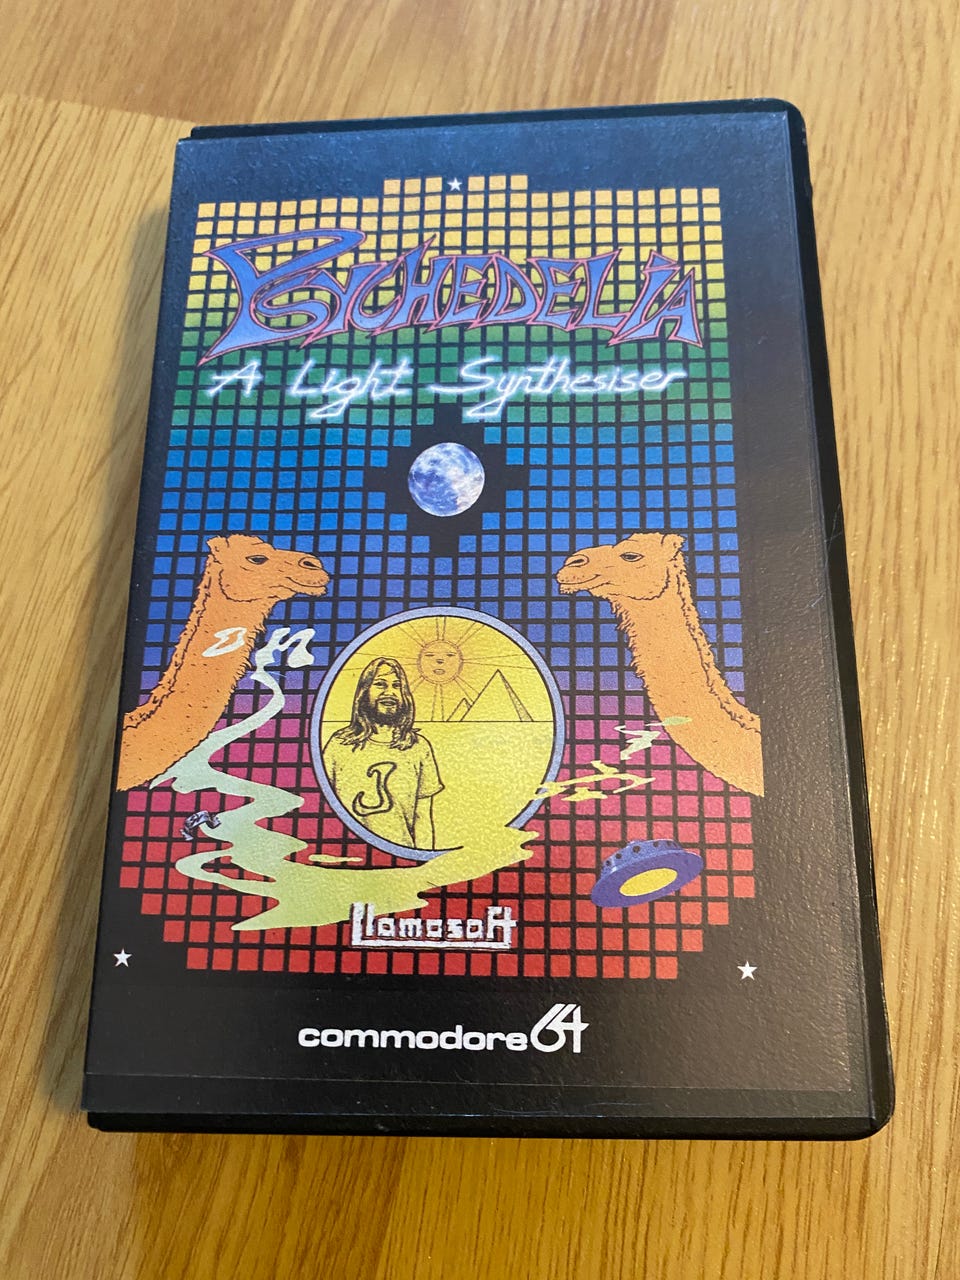 PSYCHEDELIA
A Light Synthesiser
J
llamasoft
commodore 64